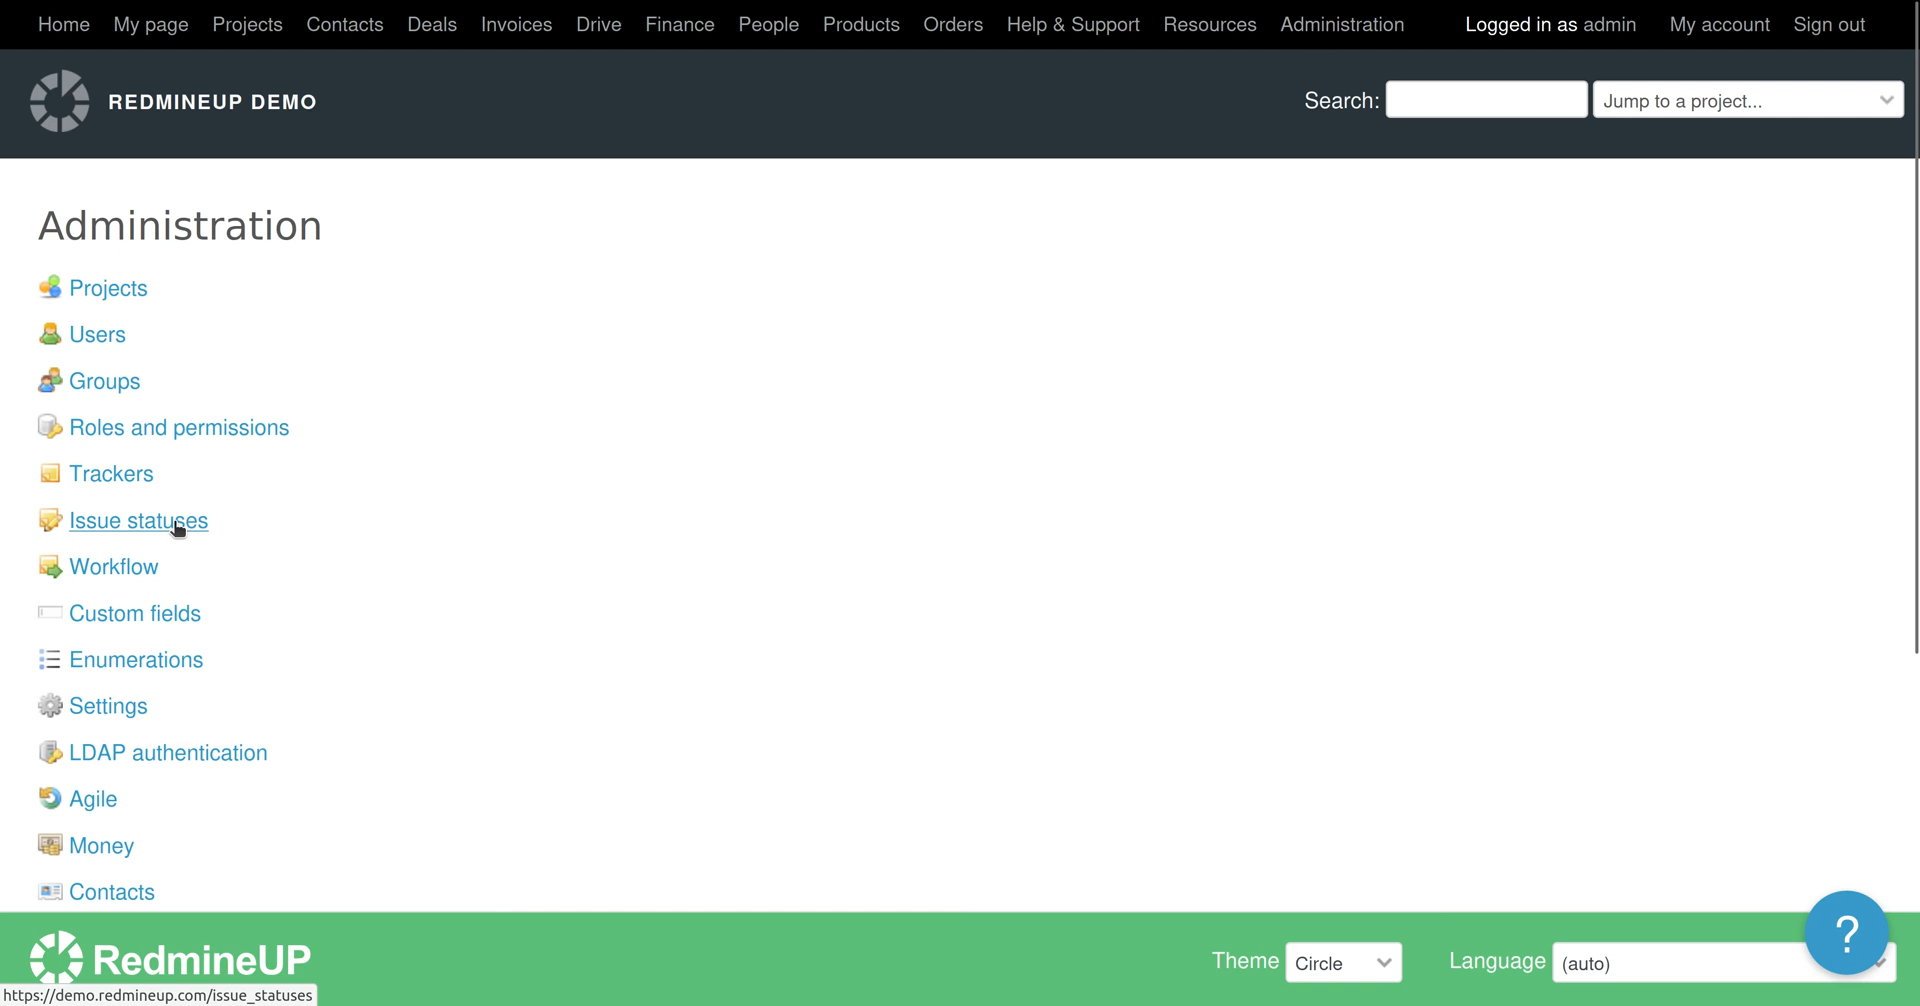 Home My page Projects Contacts Deals Invoices Drive Finance People Products Orders Help & Support Resources Administration Logged in as admin My account Sign out
REDMINEUP DEMO Search: Jump to a project...
Administration
Projects
Users
Groups
Roles and permissions
Trackers
Issue statuses
Workflow
Custom fields
Enumerations
Settings
LDAP authentication
Agile
Money
Contacts
RedmineUP Theme Circle Language (auto) ?
https://demo.redmineup.com/issue_statuses